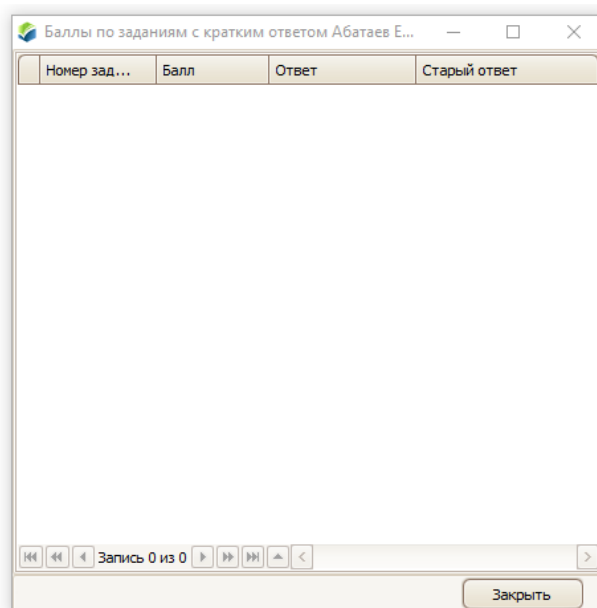 Баллы по заданиям с кратким ответом Абатаев Е...
Номер зад... Балл Ответ Старый ответ
Запись 0 из 0
Закрыть